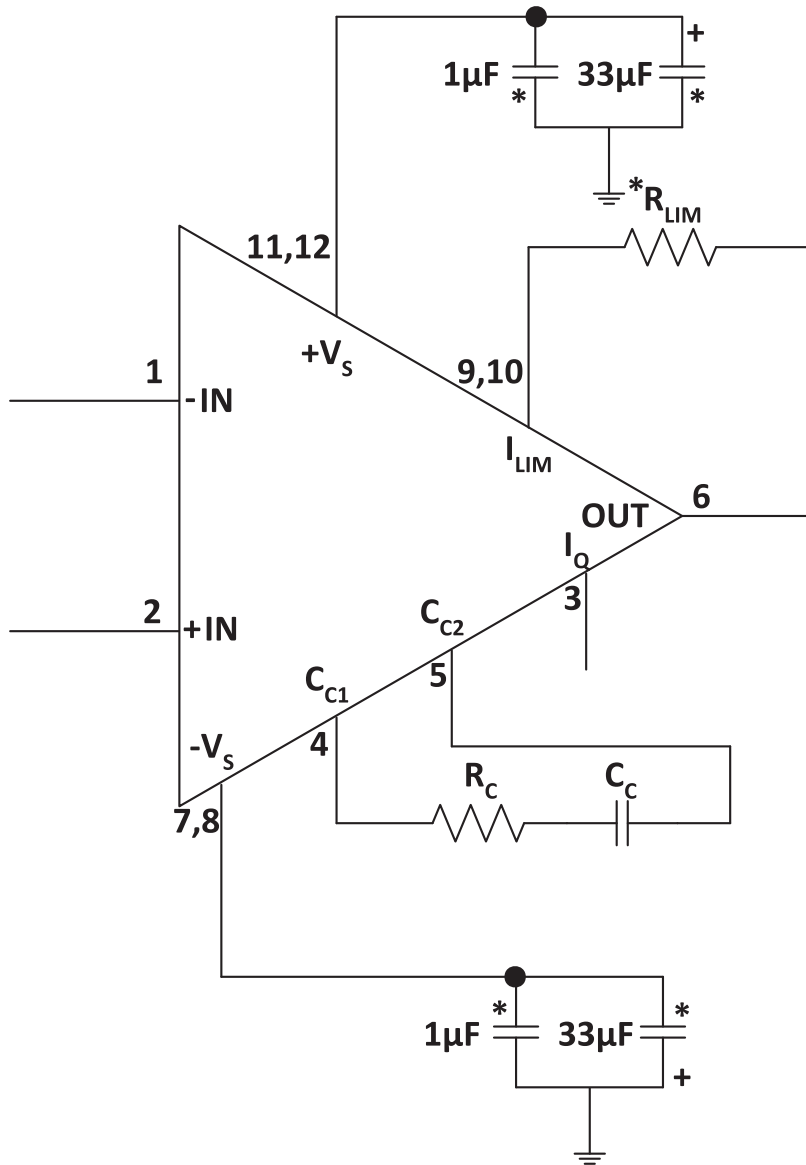 +
1µF
33µF
*
*
*R_LIM
11,12
+V_S
1
9,10
-IN
I_LIM
6
OUT
I_Q
3
2
+IN
C_C2
5
C_C1
4
-V_S
R_C
C_C
7,8
*
*
1µF
33µF
+